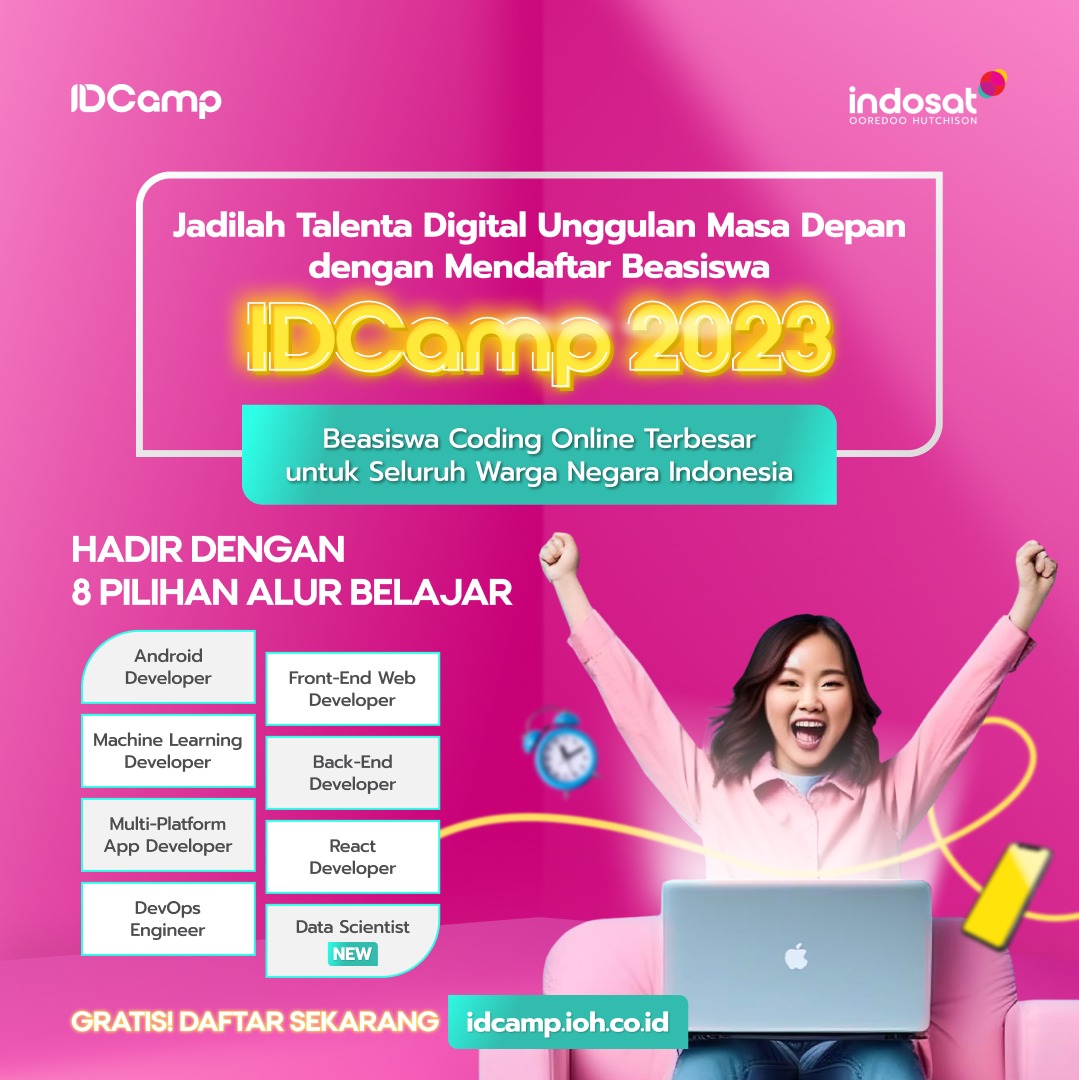 IDCamp
indosat
OOREDOO HUTCHISON
Jadilah Talenta Digital Unggulan Masa Depan
dengan Mendaftar Beasiswa
IDCamp 2023
Beasiswa Coding Online Terbesar
untuk Seluruh Warga Negara Indonesia
HADIR DENGAN
8 PILIHAN ALUR BELAJAR
Android
Developer
Machine Learning
Developer
Multi-Platform
App Developer
DevOps
Engineer
Front-End Web
Developer
Back-End
Developer
React
Developer
Data Scientist
NEW
GRATIS! DAFTAR SEKARANG
idcamp.ioh.co.id